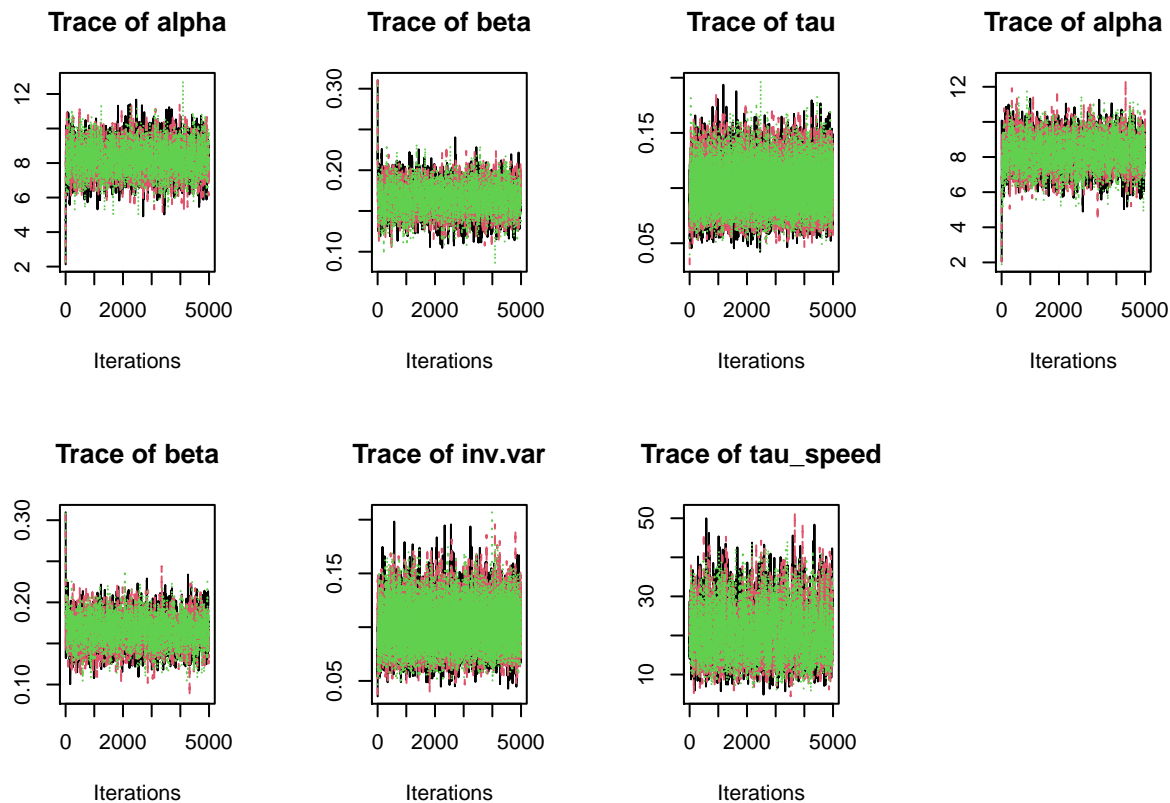 Trace of alpha Trace of beta Trace of tau Trace of alpha
12 8 6 4 2
0 2000 5000
Iterations
0.30 0.20 0.10
0 2000 5000
Iterations
0.15 0.05
0 2000 5000
Iterations
12 8 6 4 2
0 2000 5000
Iterations
Trace of beta Trace of inv.var Trace of tau_speed
0.30 0.20 0.10
0 2000 5000
Iterations
0.15 0.05
0 2000 5000
Iterations
50 30 10
0 2000 5000
Iterations